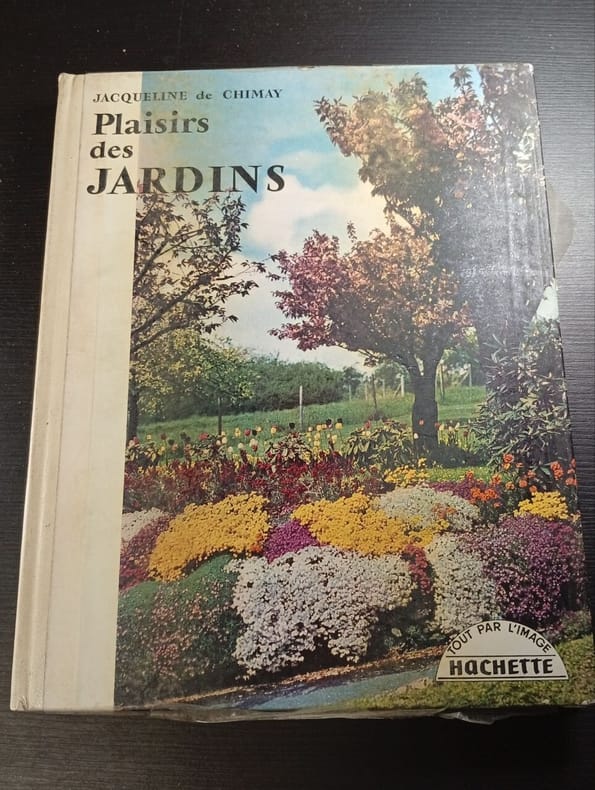 JACQUELINE de CHIMAY
Plaisirs
des
JARDINS
TOUT PAR L'IMAGE
HACHETTE